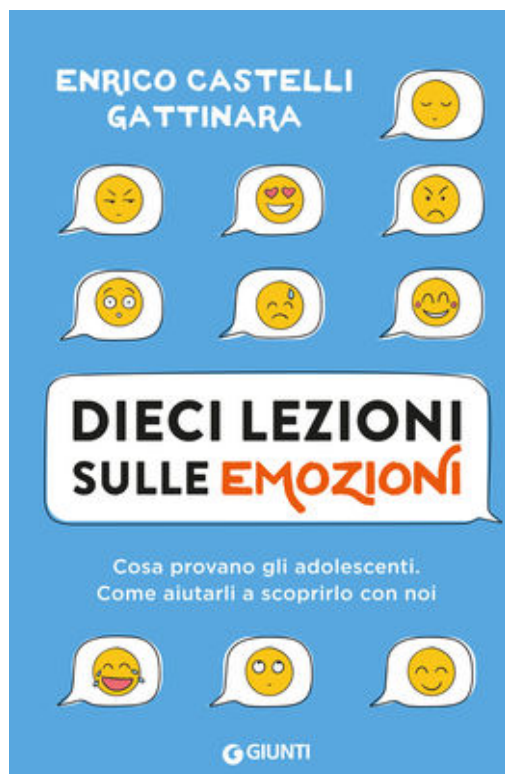 ENRICO CASTELLI
GATTINARA
DIECI LEZIONI
SULLE EMOZIONI
Cosa provano gli adolescenti.
Come aiutarli a scoprirlo con noi
GIUNTI